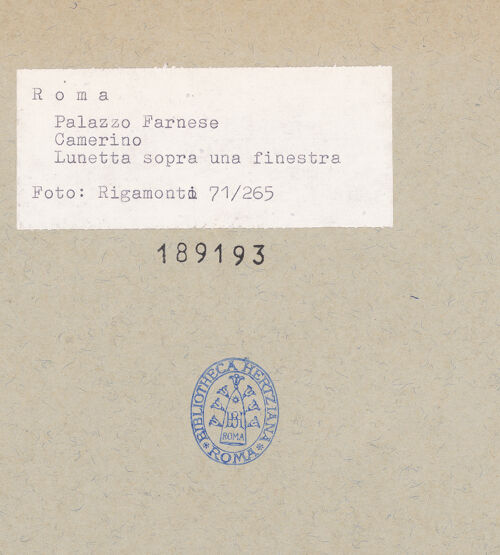 Roma
Palazzo Farnese
Camerino
Lunetta sopra una finestra
Foto: Rigamonti 71/265
189193
BIBLIOTHECA HERTZIANA
ROMA
ROMA